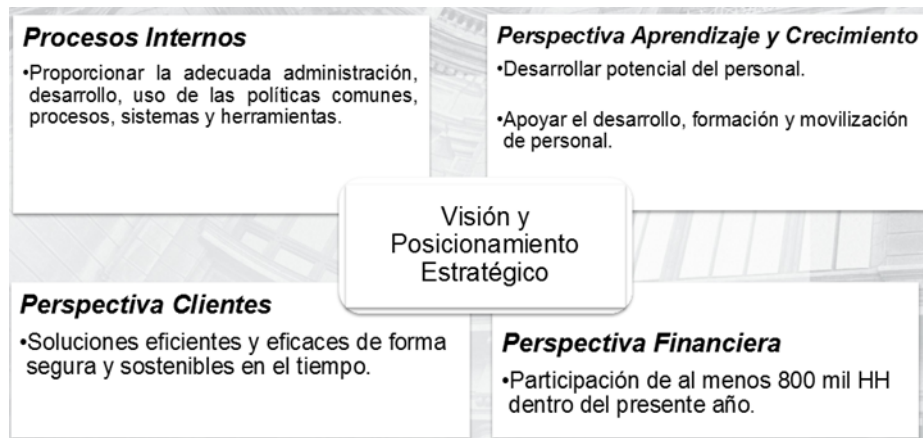 Procesos Internos
•Proporcionar la adecuada administración,
desarrollo, uso de las políticas comunes,
procesos, sistemas y herramientas.
Perspectiva Aprendizaje y Crecimiento
•Desarrollar potencial del personal.
•Apoyar el desarrollo, formación y movilización
de personal.
Visión y
Posicionamiento
Estratégico
Perspectiva Clientes
•Soluciones eficientes y eficaces de forma
segura y sostenibles en el tiempo.
Perspectiva Financiera
•Participación de al menos 800 mil HH
dentro del presente año.